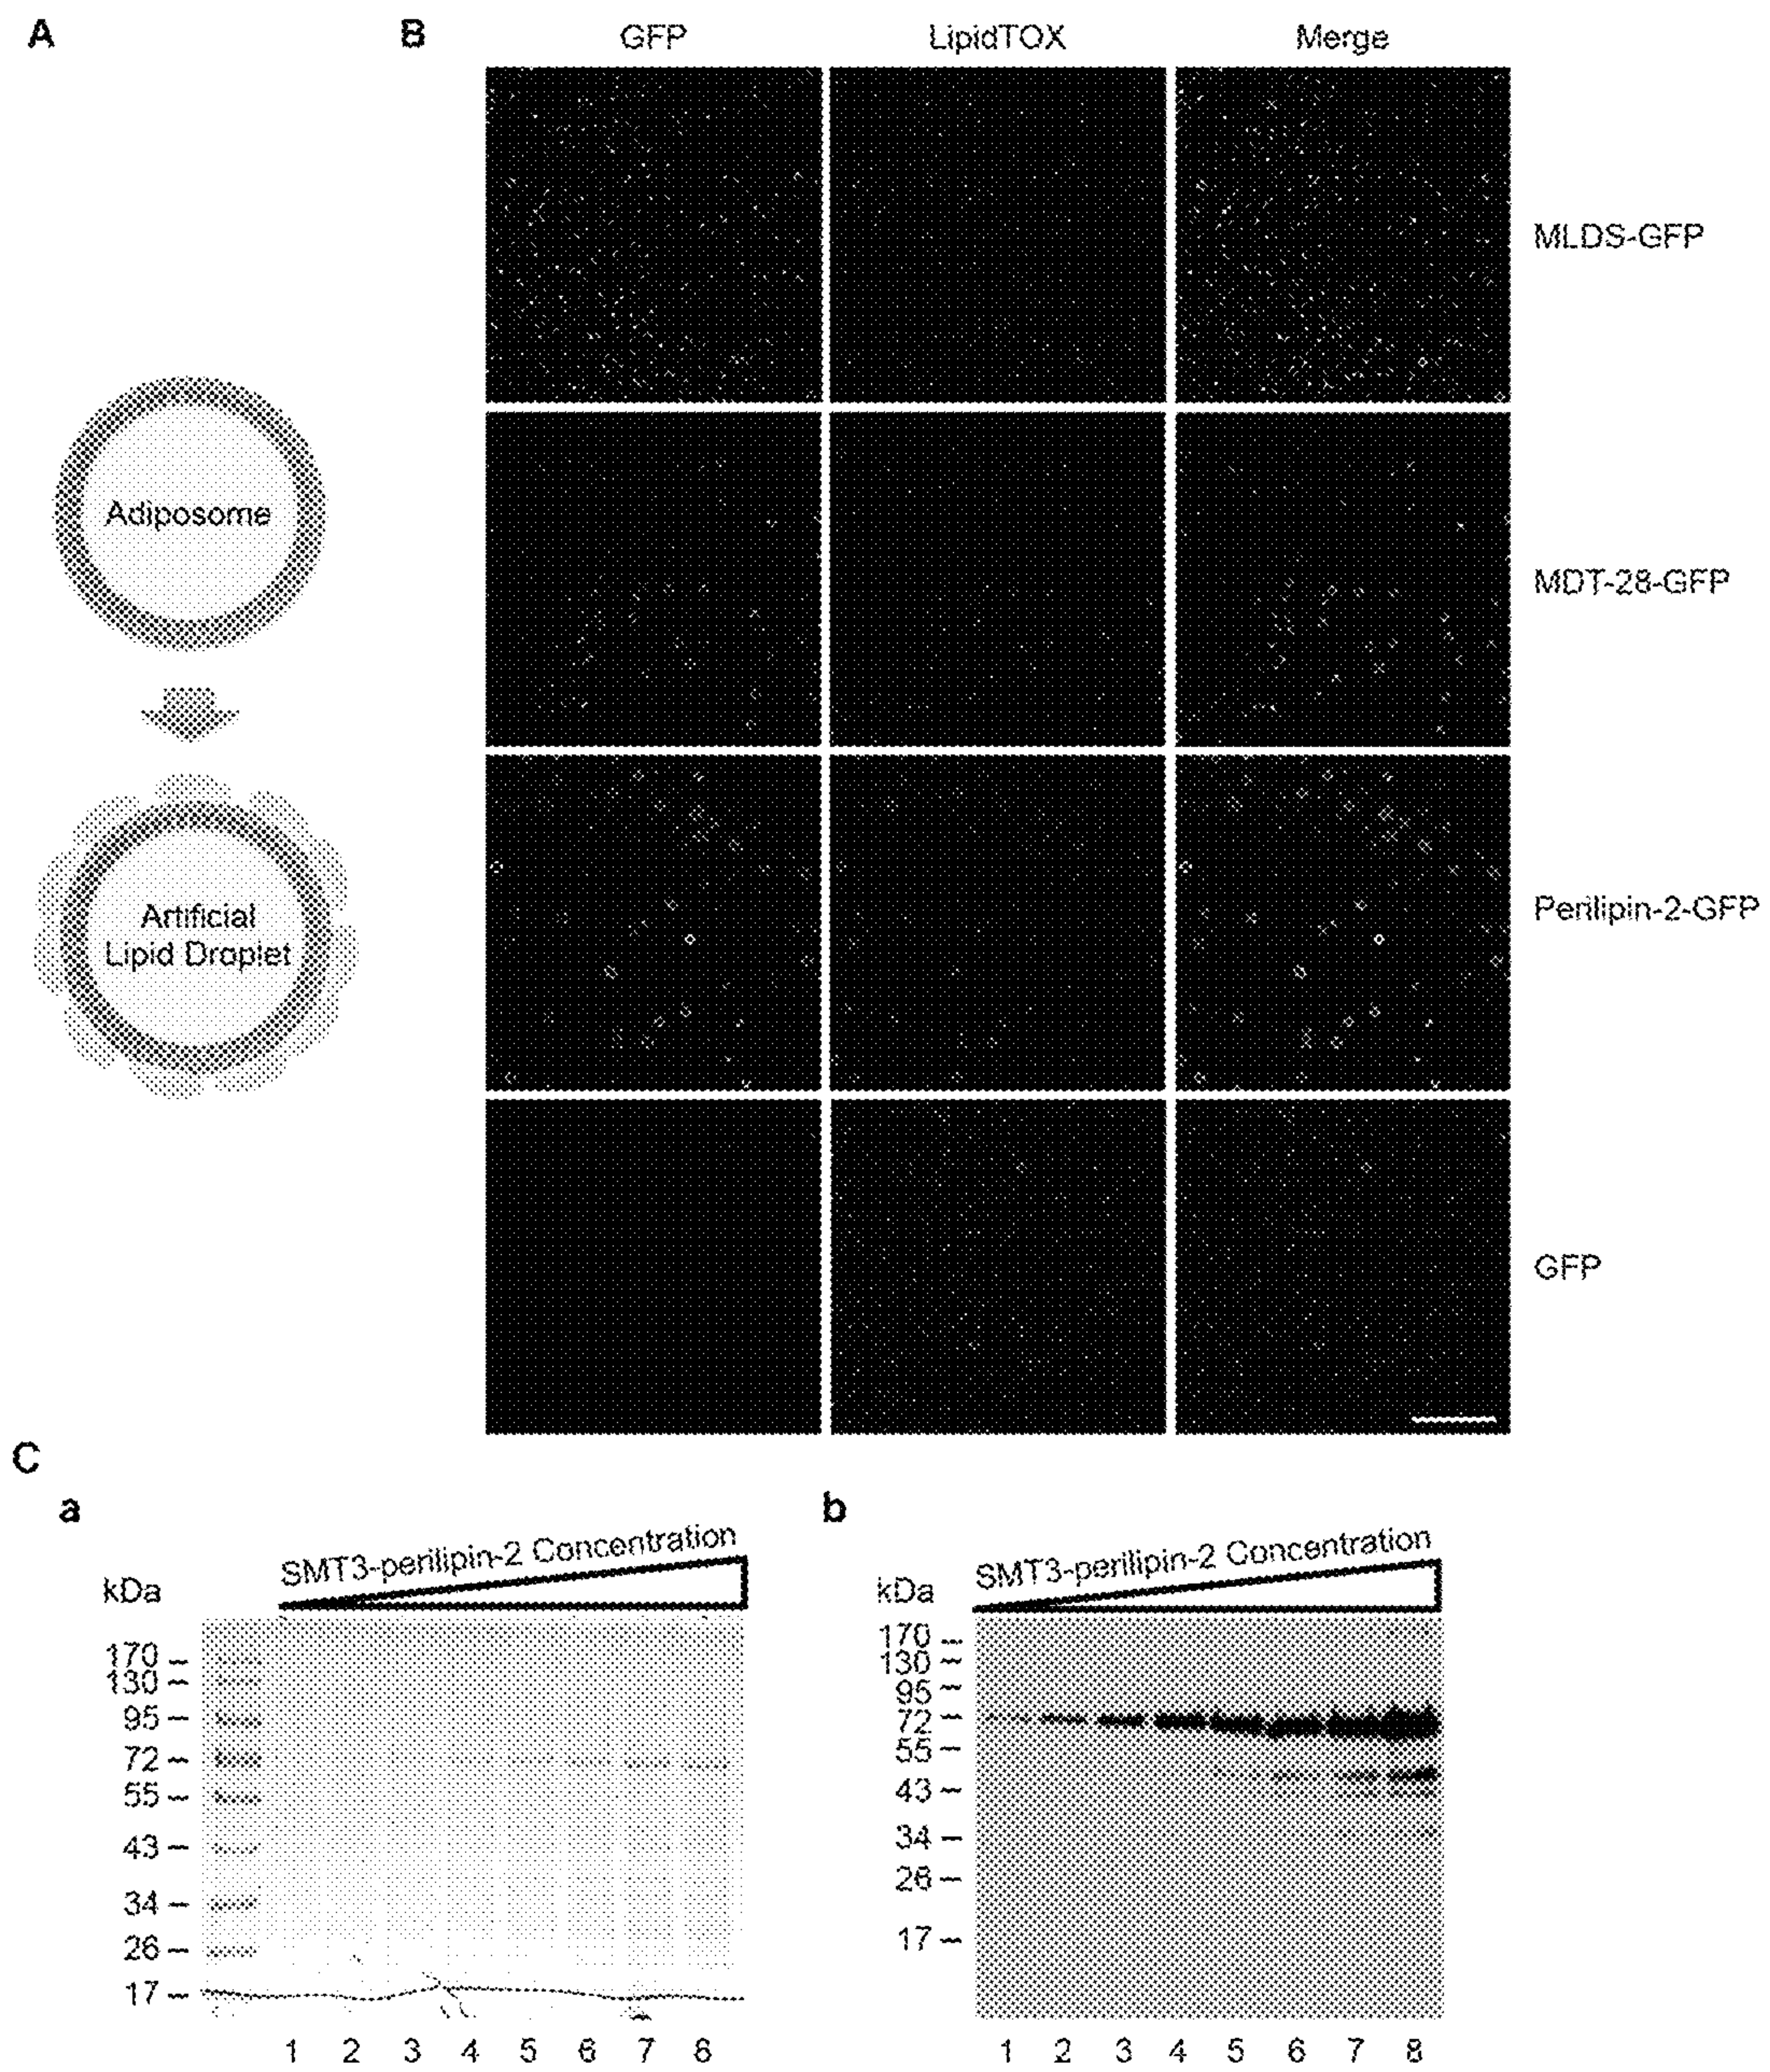 A
B
GFP LipidTOX Merge
MLDS-GFP
Adiposome
MDT-28-GFP
Artificial
Lipid Droplet
Perilipin-2-GFP
GFP
C
a
b
SMT3-perilipin-2 Concentration
kDa
170
130
95
72
55
43
34
26
17
1 2 3 4 5 6 7 8
SMT3-perilipin-2 Concentration
kDa
170
130
95
72
55
43
34
26
17
1 2 3 4 5 6 7 8